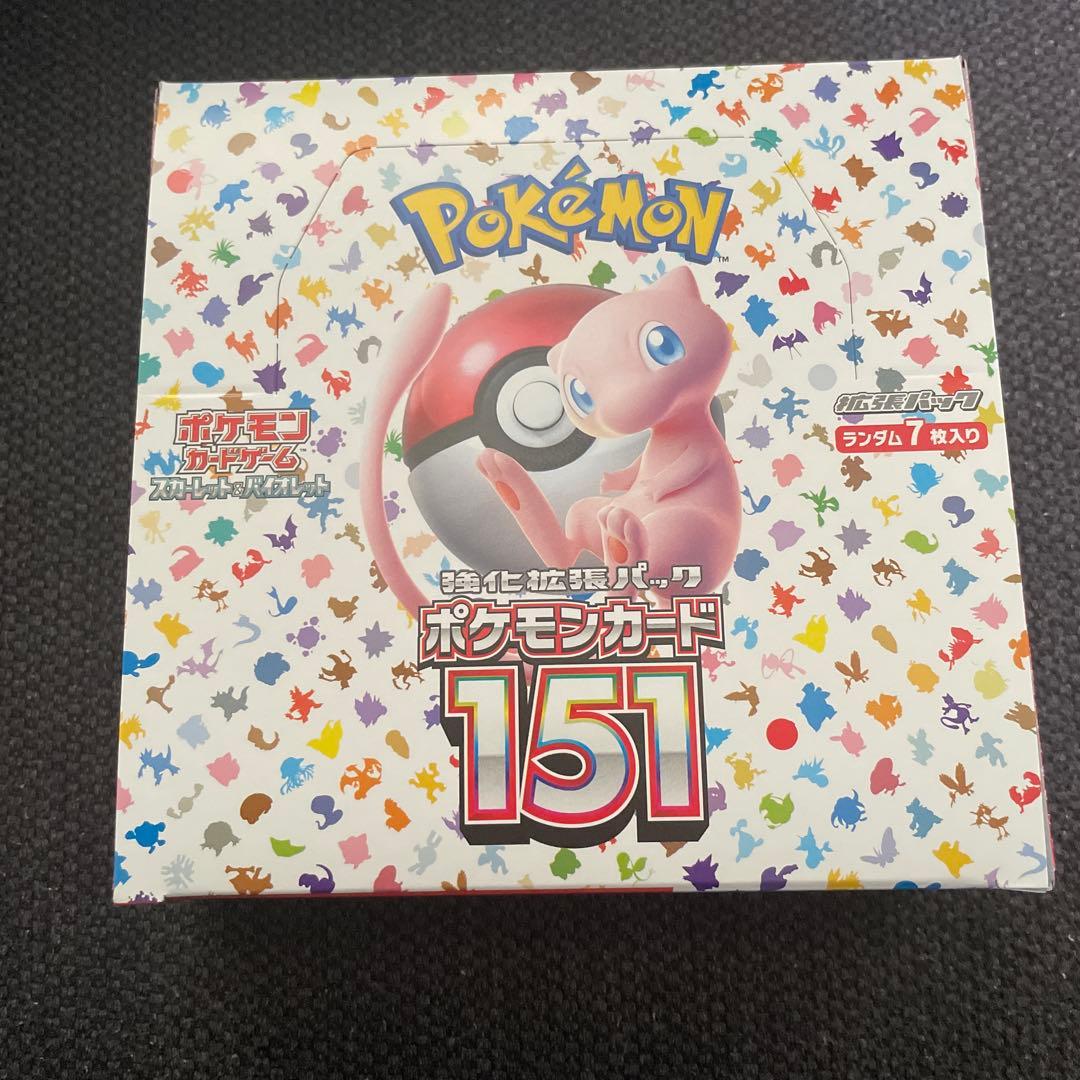 POKéMON
TM
ポケモン
カードゲーム
TM
スカーレット&バイオレット
拡張パック
ランダム7枚入り
強化拡張パック
ポケモンカード
151